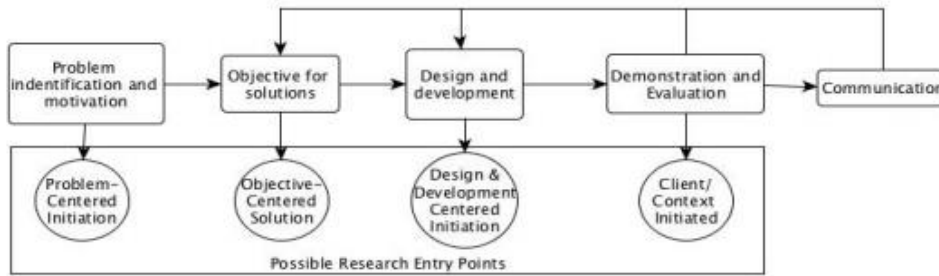 Problem
indentification and
motivation
Objective for
solutions
Design and
development
Demonstration and
Evaluation
Communication
Problem-
Centered
Initiation
Objective-
Centered
Solution
Design &
Development
Centered
Initiation
Client/
Context
Initiated
Possible Research Entry Points